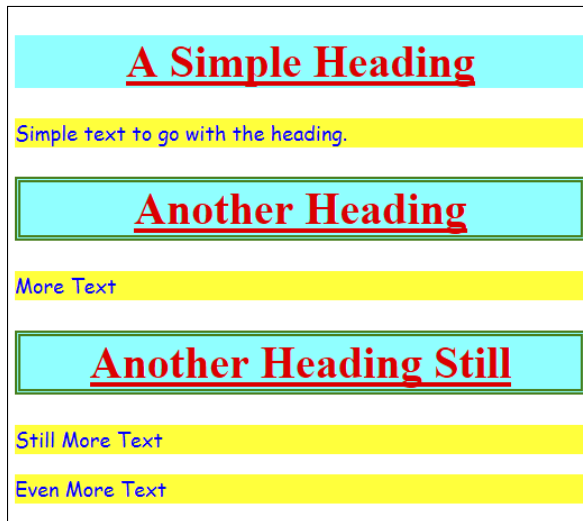 A Simple Heading
Simple text to go with the heading.
Another Heading
More Text
Another Heading Still
Still More Text
Even More Text